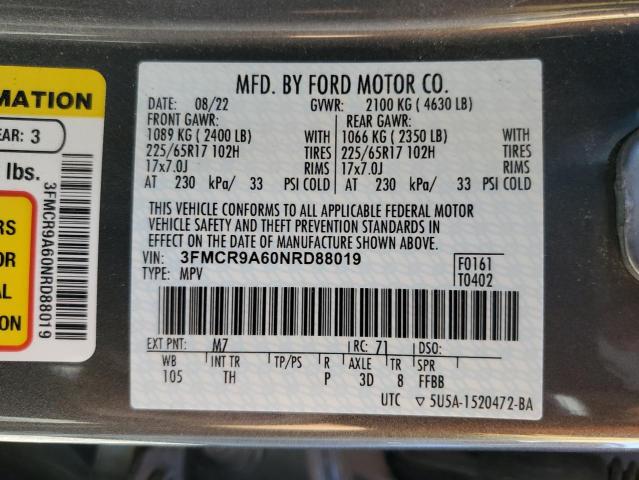 MATION
EAR: 3
lbs.
RS
OR
AL
ION
3FMCR9A60NRD88019
MFD. BY FORD MOTOR CO.
DATE: 08/22 GVWR: 2100 KG ( 4630 LB)
FRONT GAWR: REAR GAWR:
1089 KG ( 2400 LB) WITH 1066 KG ( 2350 LB) WITH
225/65R17 102H TIRES 225/65R17 102H TIRES
17x7.0J RIMS 17x7.0J RIMS
AT 230 kPa/ 33 PSI COLD AT 230 kPa/ 33 PSI COLD
THIS VEHICLE CONFORMS TO ALL APPLICABLE FEDERAL MOTOR
VEHICLE SAFETY AND THEFT PREVENTION STANDARDS IN
EFFECT ON THE DATE OF MANUFACTURE SHOWN ABOVE.
VIN: 3FMCR9A60NRD88019
TYPE: MPV
F0161
T0402
EXT PNT: M7 RC: 71 DSO:
WB INT TR TP/PS R AXLE TR SPR
105 TH P 3D 8 FFBB
UTC ▽ 5U5A-1520472-BA